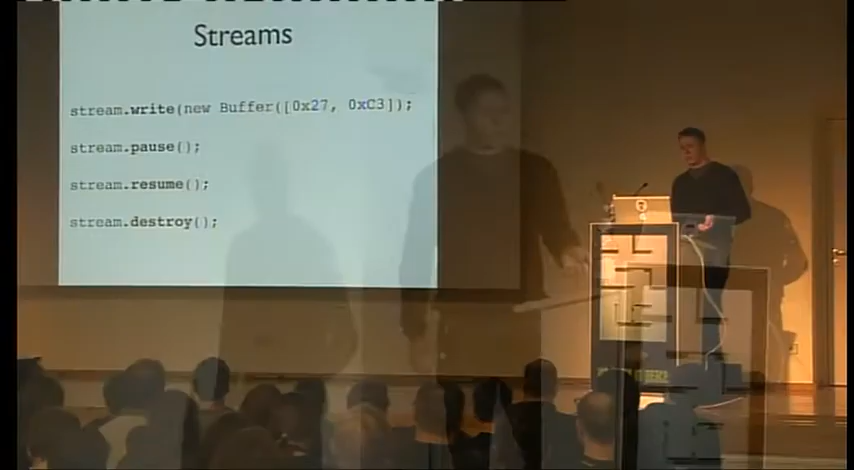 Streams
stream.write(new Buffer([0x27, 0xC3]);
stream.pause();
stream.resume();
stream.destroy();